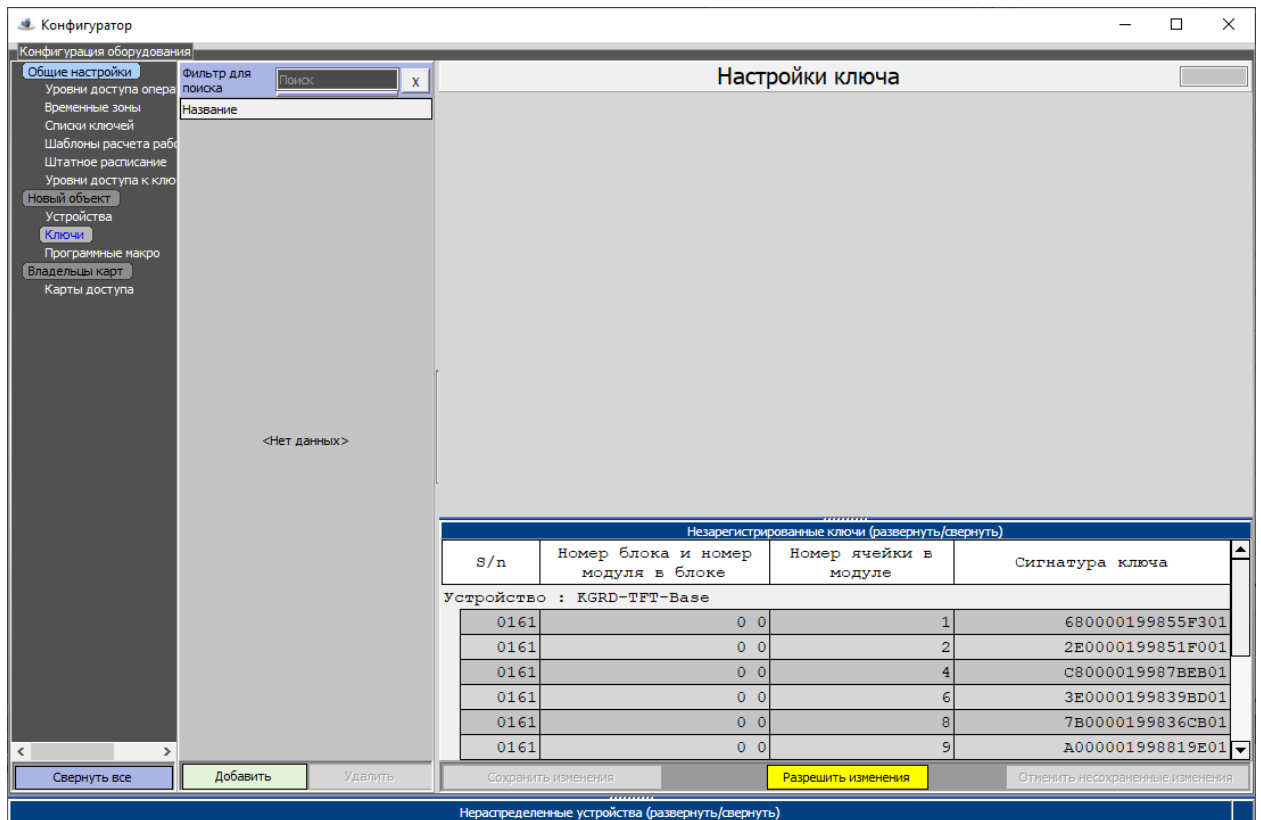 Конфигуратор
Конфигурация оборудования
Общие настройки
Уровни доступа опера
Временные зоны
Списки ключей
Шаблоны расчета рабо
Штатное расписание
Уровни доступа к клю
Новый объект
Устройства
Ключи
Программные макро
Владельцы карт
Карты доступа
Свернуть все
Фильтр для
поиска
Поиск
X
Название
<Нет данных>
Добавить
Удалить
Настройки ключа
Незарегистрированные ключи (развернуть/свернуть)
S/n
Номер блока и номер
модуля в блоке
Номер ячейки в
модуле
Сигнатура ключа
Устройство : KGRD-TFT-Base
0161 0 0 1 680000199855F301
0161 0 0 2 2E0000199851F001
0161 0 0 4 C8000019987BEB01
0161 0 0 6 3E0000199839BD01
0161 0 0 8 7B0000199836CB01
0161 0 0 9 A000001998819E01
Сохранить изменения
Разрешить изменения
Отменить несохраненные изменения
Нераспределенные устройства (развернуть/свернуть)